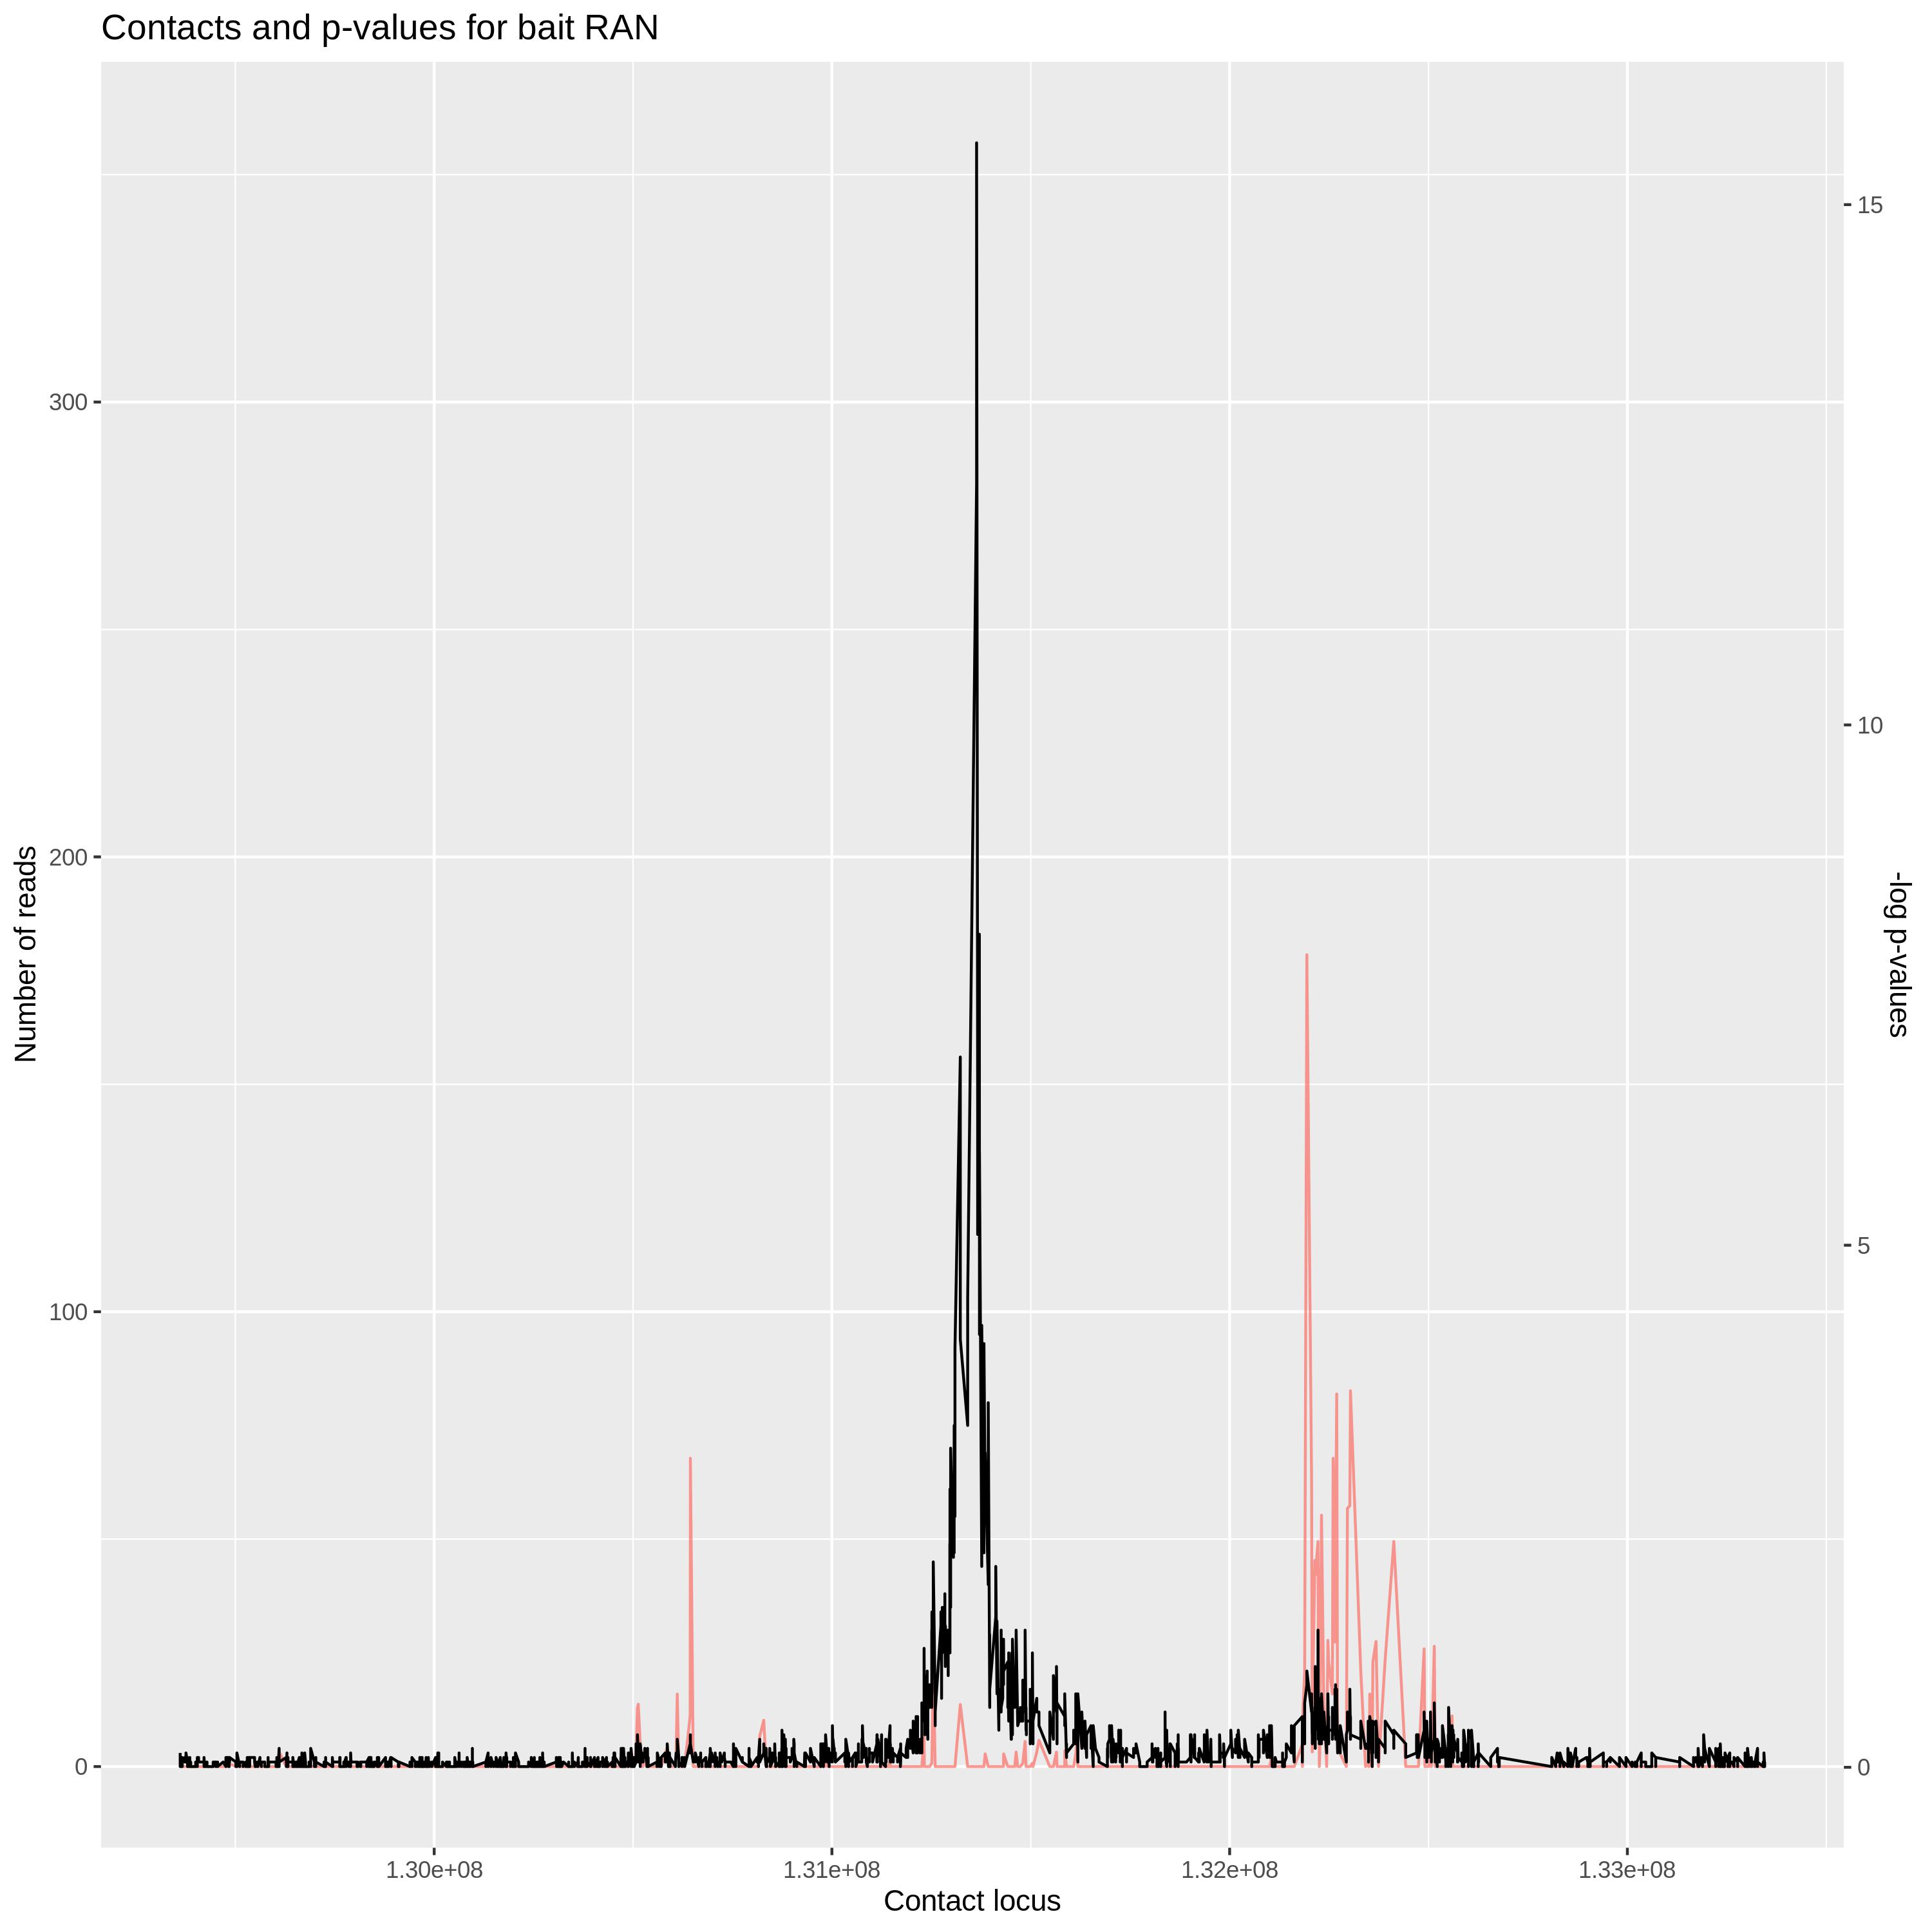 Contacts and p-values for bait RAN
300
200
100
0
Number of reads
15
10
5
0
-log p-values
1.30e+08
1.31e+08
1.32e+08
1.33e+08
Contact locus